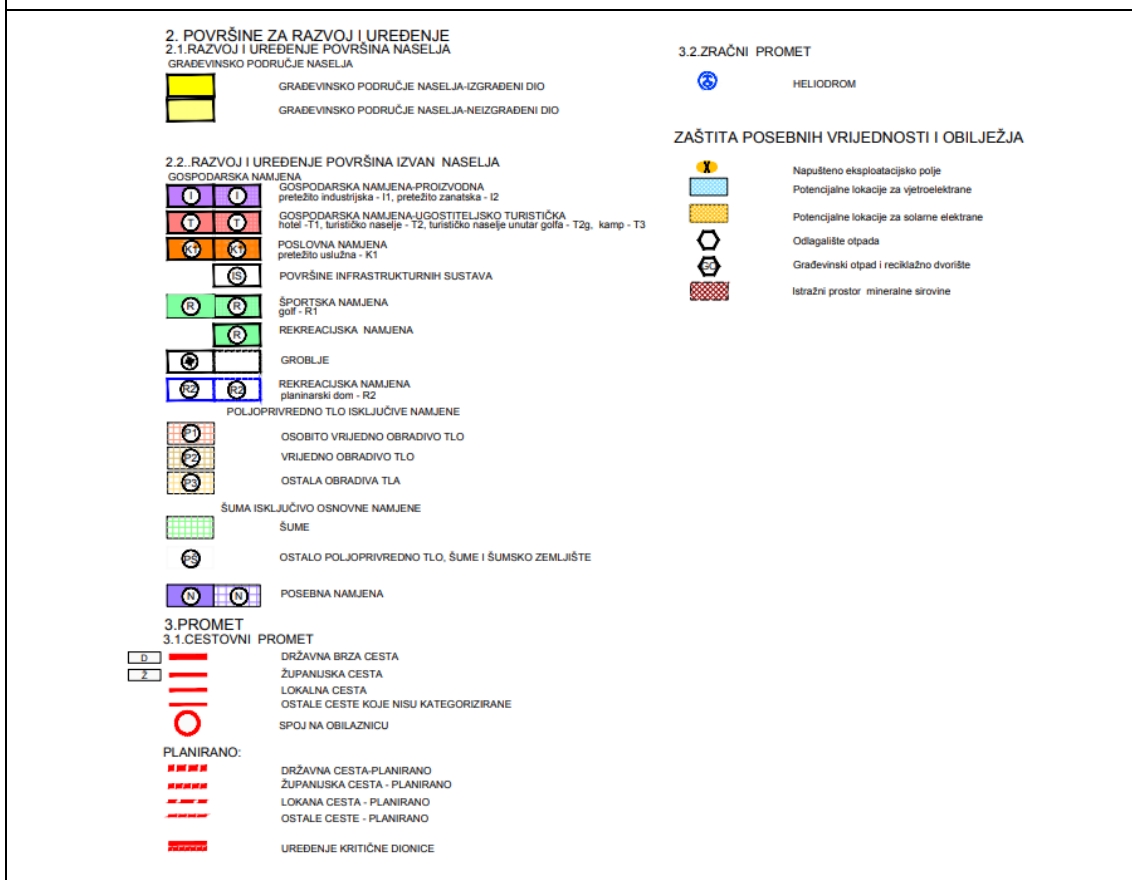 2. POVRŠINE ZA RAZVOJ I UREĐENJE
2.1.RAZVOJ I UREĐENJE POVRŠINA NASELJA
GRAĐEVINSKO PODRUČJE NASELJA
GRAĐEVINSKO PODRUČJE NASELJA-IZGRAĐENI DIO
GRAĐEVINSKO PODRUČJE NASELJA-NEIZGRAĐENI DIO
2.2..RAZVOJ I UREĐENJE POVRŠINA IZVAN NASELJA
GOSPODARSKA NAMJENA
I I GOSPODARSKA NAMJENA-PROIZVODNA
pretežito industrijska - I1, pretežito zanatska - I2
T T GOSPODARSKA NAMJENA-UGOSTITELJSKO TURISTIČKA
hotel -T1, turističko naselje - T2, turističko naselje unutar golfa - T2g, kamp - T3
K1 K1 POSLOVNA NAMJENA
pretežito uslužna - K1
IS POVRŠINE INFRASTRUKTURNIH SUSTAVA
R R ŠPORTSKA NAMJENA
golf - R1
R REKREACIJSKA NAMJENA
GROBLJE
R2 R2 REKREACIJSKA NAMJENA
planinarski dom - R2
POLJOPRIVREDNO TLO ISKLJUČIVE NAMJENE
P1 OSOBITO VRIJEDNO OBRADIVO TLO
P2 VRIJEDNO OBRADIVO TLO
P3 OSTALA OBRADIVA TLA
ŠUMA ISKLJUČIVO OSNOVNE NAMJENE
ŠUME
PŠ OSTALO POLJOPRIVREDNO TLO, ŠUME I ŠUMSKO ZEMLJIŠTE
N N POSEBNA NAMJENA
3.PROMET
3.1.CESTOVNI PROMET
D DRŽAVNA BRZA CESTA
Ž ŽUPANIJSKA CESTA
LOKALNA CESTA
OSTALE CESTE KOJE NISU KATEGORIZIRANE
SPOJ NA OBILAZNICU
PLANIRANO:
DRŽAVNA CESTA-PLANIRANO
ŽUPANIJSKA CESTA - PLANIRANO
LOKANA CESTA - PLANIRANO
OSTALE CESTE - PLANIRANO
UREĐENJE KRITIČNE DIONICE
3.2.ZRAČNI PROMET
HELIODROM
ZAŠTITA POSEBNIH VRIJEDNOSTI I OBILJEŽJA
X Napušteno eksploatacijsko polje
Potencijalne lokacije za vjetroelektrane
Potencijalne lokacije za solarne elektrane
Odlagalište otpada
GO Građevinski otpad i reciklažno dvorište
Istražni prostor mineralne sirovine